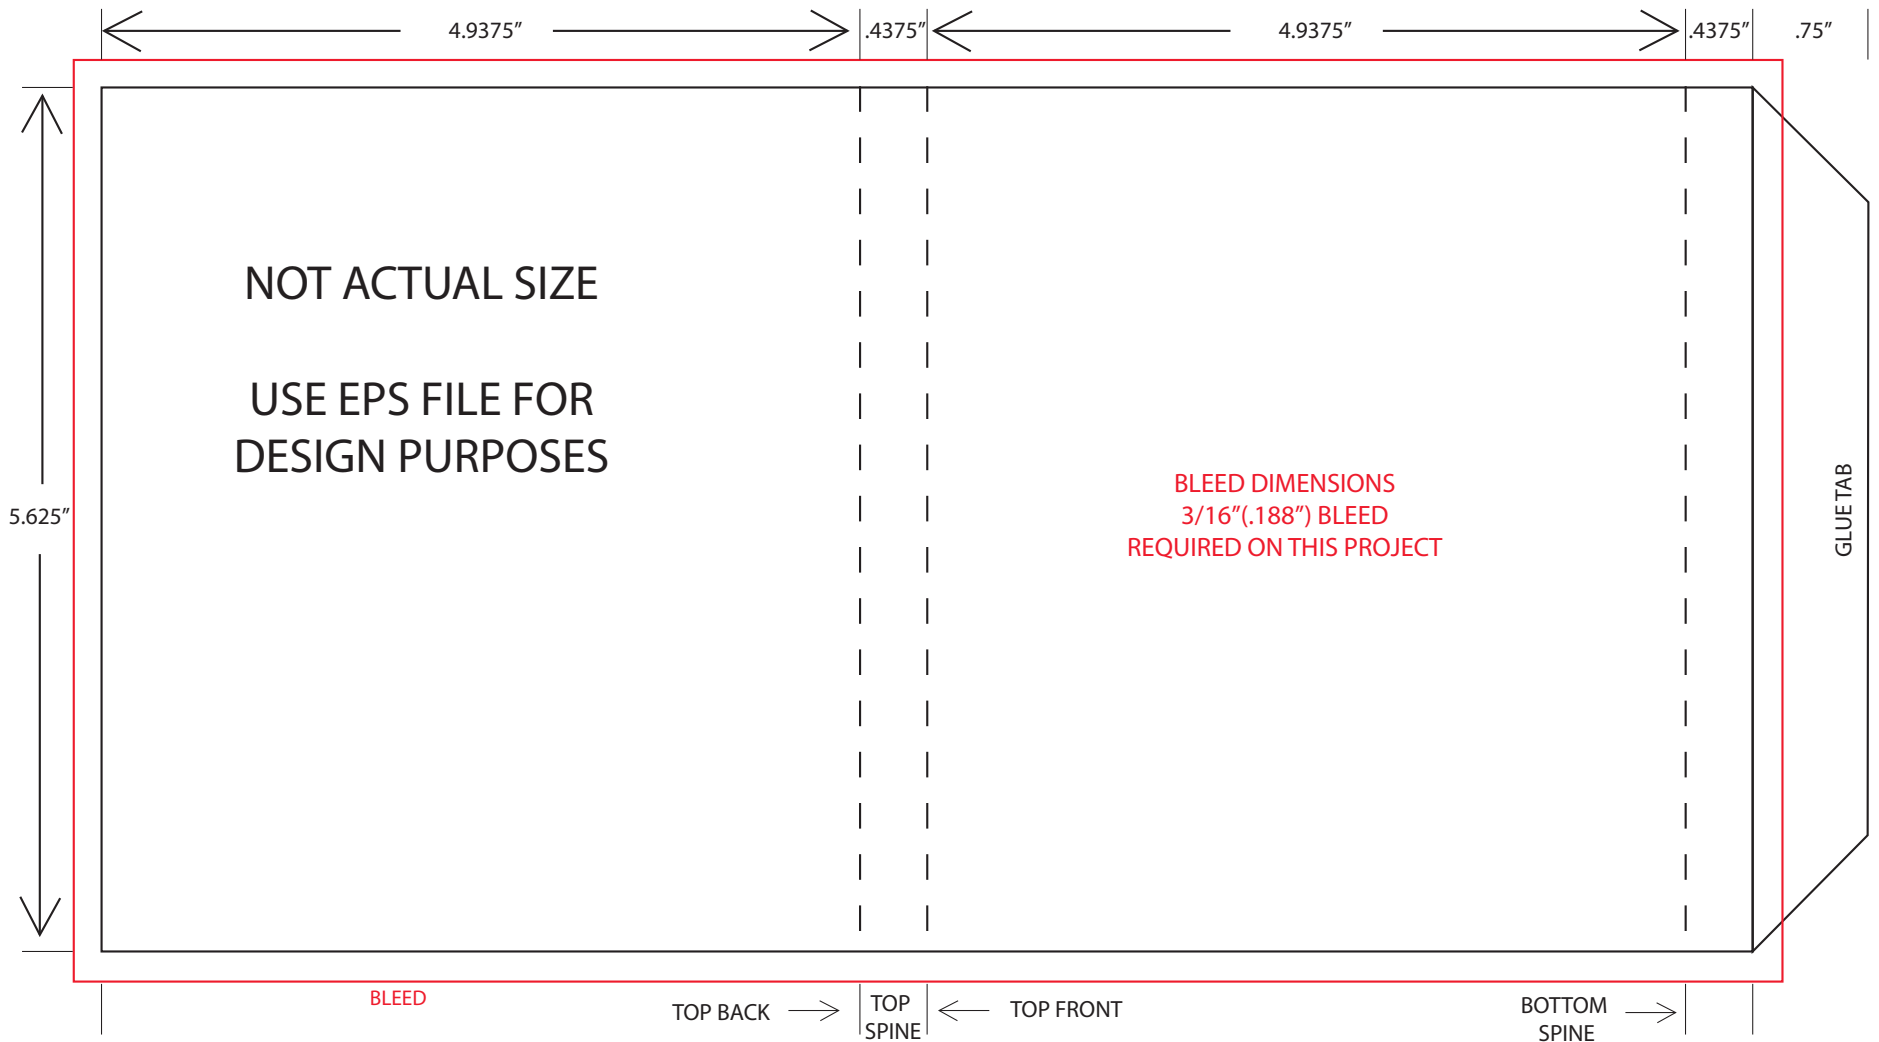 4.9375”
.4375”
4.9375”
.4375”
.75”
NOT ACTUAL SIZE
USE EPS FILE FOR
DESIGN PURPOSES
5.625”
BLEED DIMENSIONS
3/16”(.188”) BLEED
REQUIRED ON THIS PROJECT
GLUE TAB
BLEED
TOP BACK
TOP
SPINE
TOP FRONT
BOTTOM
SPINE